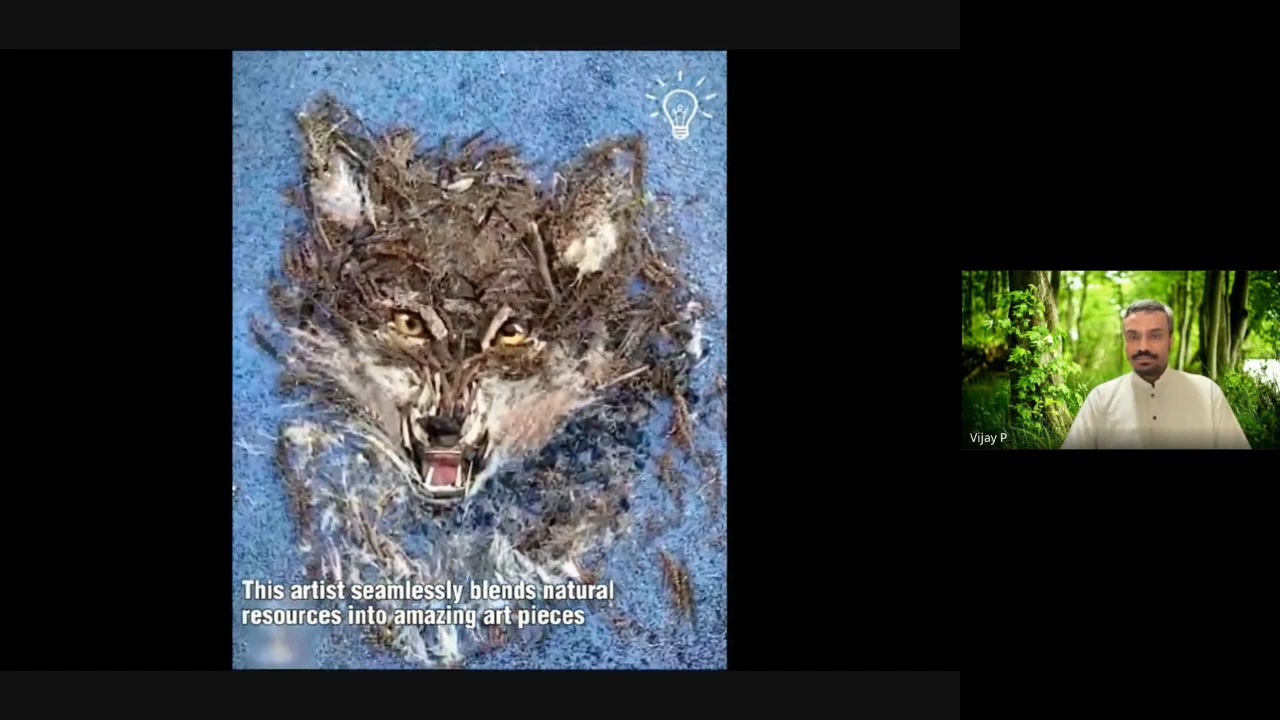 This artist seamlessly blends natural
resources into amazing art pieces
Vijay P